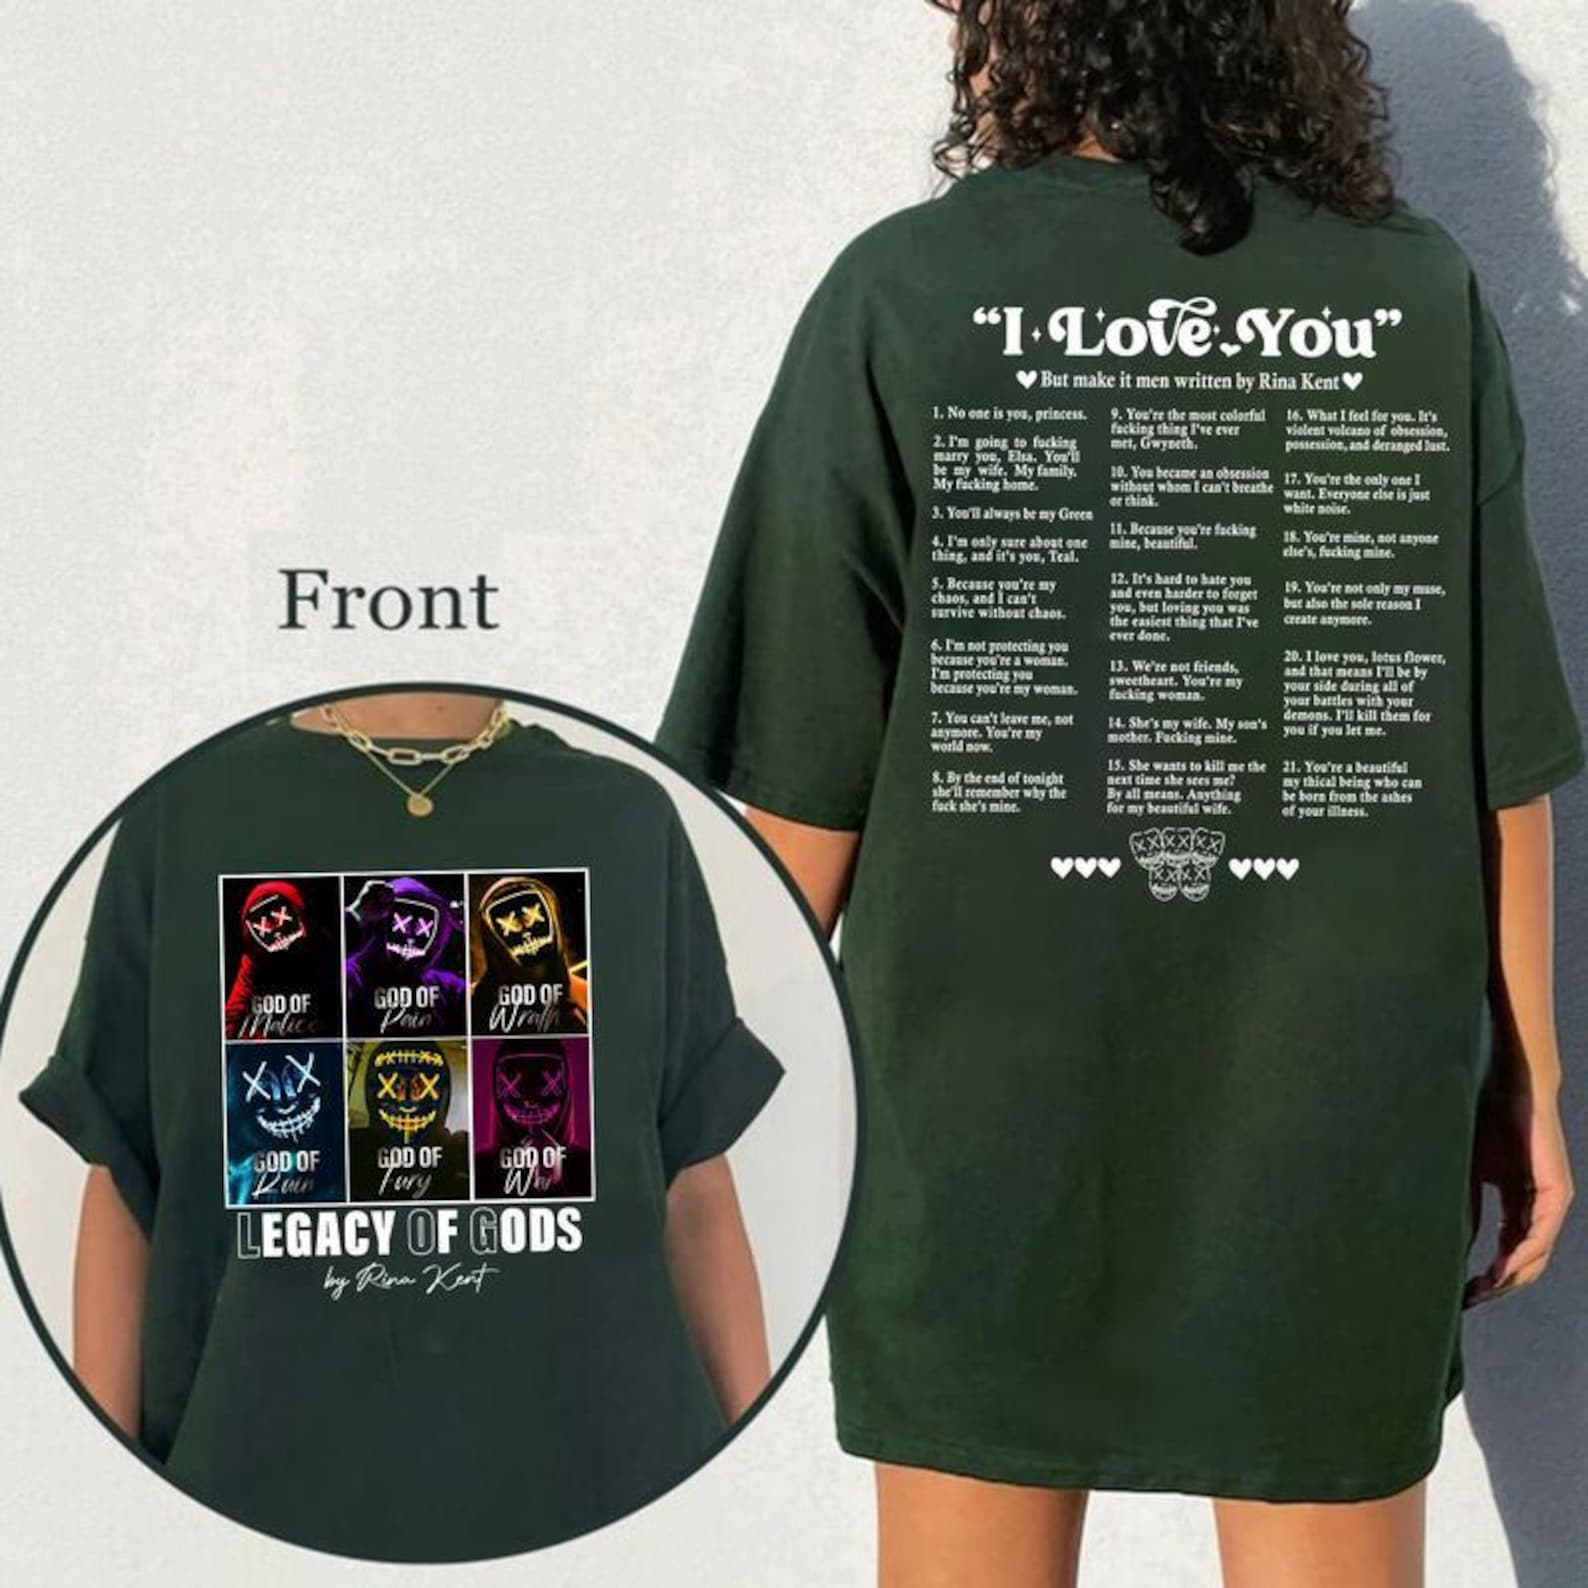 Front
GOD OF
Malice
GOD OF
Pain
GOD OF
Wrath
GOD OF
Ruin
GOD OF
Fury
GOD OF
War
LEGACY OF GODS
by Rina Kent
“I Love You”
But make it men written by Rina Kent
1. No one is you, princess.
2. I'm going to fucking
marry you, Elsa. You'll
be my wife. My family.
My fucking home.
3. You'll always be my Green
4. I'm only sure about one
thing, and it's you, Teal.
5. Because you're my
chaos, and I can't
survive without chaos.
6. I'm not protecting you
because you're a woman.
I'm protecting you
because you're my woman.
7. You can't leave me, not
anymore. You're my
world now.
8. By the end of tonight
she'll remember why the
fuck she's mine.
9. You're the most colorful
fucking thing I've ever
met, Gwyneth.
10. You became an obsession
without whom I can't breathe
or think.
11. Because you're fucking
mine, beautiful.
12. It's hard to hate you
and even harder to forget
you, but loving you was
the easiest thing that I've
ever done.
13. We're not friends,
sweetheart. You're my
fucking woman.
14. She's my wife. My son's
mother. Fucking mine.
15. She wants to kill me the
next time she sees me?
By all means. Anything
for my beautiful wife.
16. What I feel for you. It's
violent volcano of obsession,
possession, and deranged lust.
17. You're the only one I
want. Everyone else is just
white noise.
18. You're mine, not anyone
else's, fucking mine.
19. You're not only my muse,
but also the sole reason I
create anymore.
20. I love you, lotus flower,
and that means I'll be by
your side during all of
your battles with your
demons. I'll kill them for
you if you let me.
21. You're a beautiful
my thical being who can
be born from the ashes
of your illness.